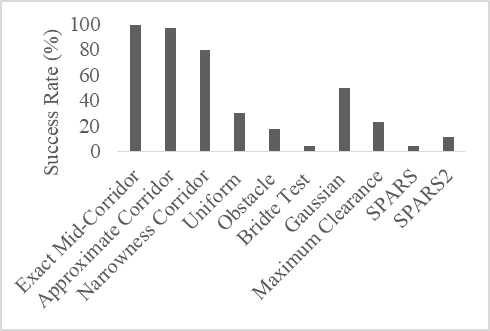 Success Rate (%)
100
80
60
40
20
0
Exact Mid-Corridor
Approximate Corridor
Narrowness Corridor
Uniform
Obstacle
Bridte Test
Gaussian
Maximum Clearance
SPARS
SPARS2